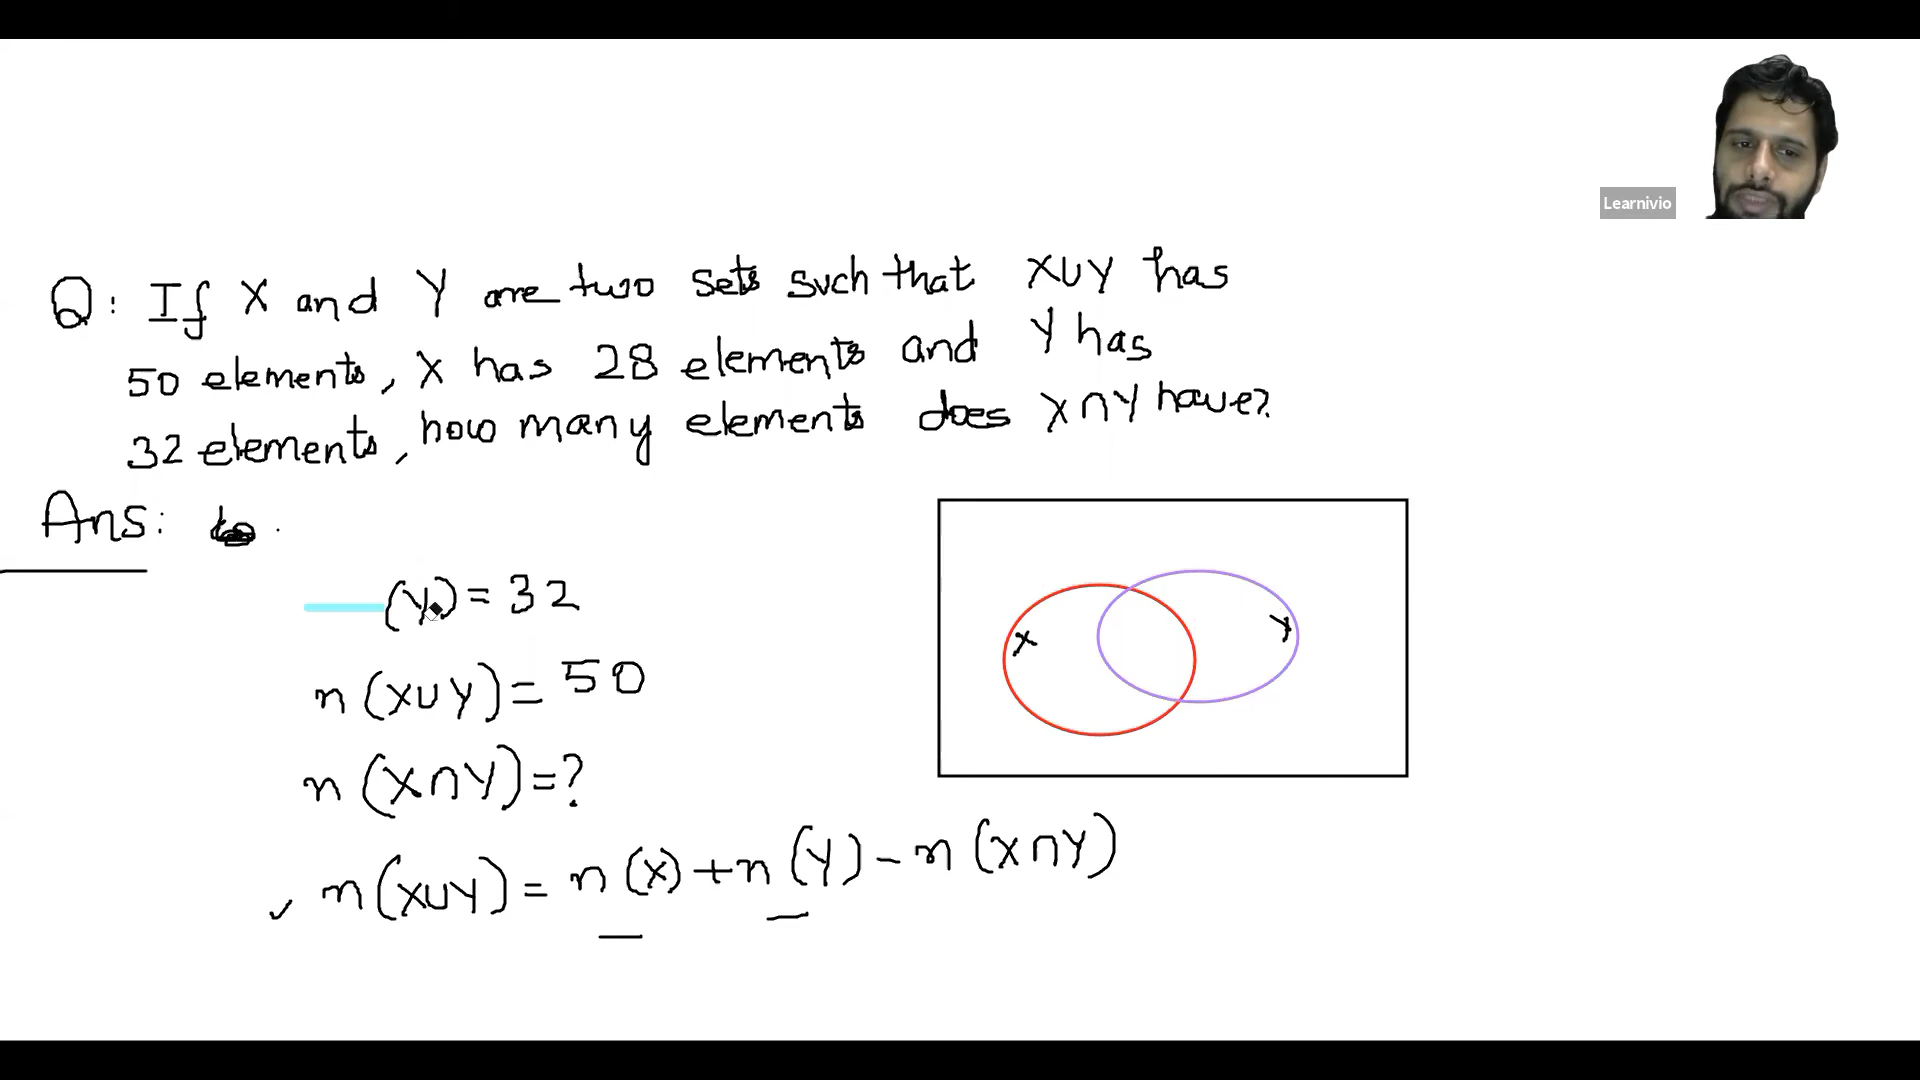 Learnivio
Q: If X and Y are two sets such that X∪Y has
50 elements, X has 28 elements and Y has
32 elements, how many elements does X∩Y have?
Ans:
(Y) = 32
n (X∪Y) = 50
n (X∩Y) = ?
✓ n (X∪Y) = n (X) + n (Y) - n (X∩Y)
X
Y